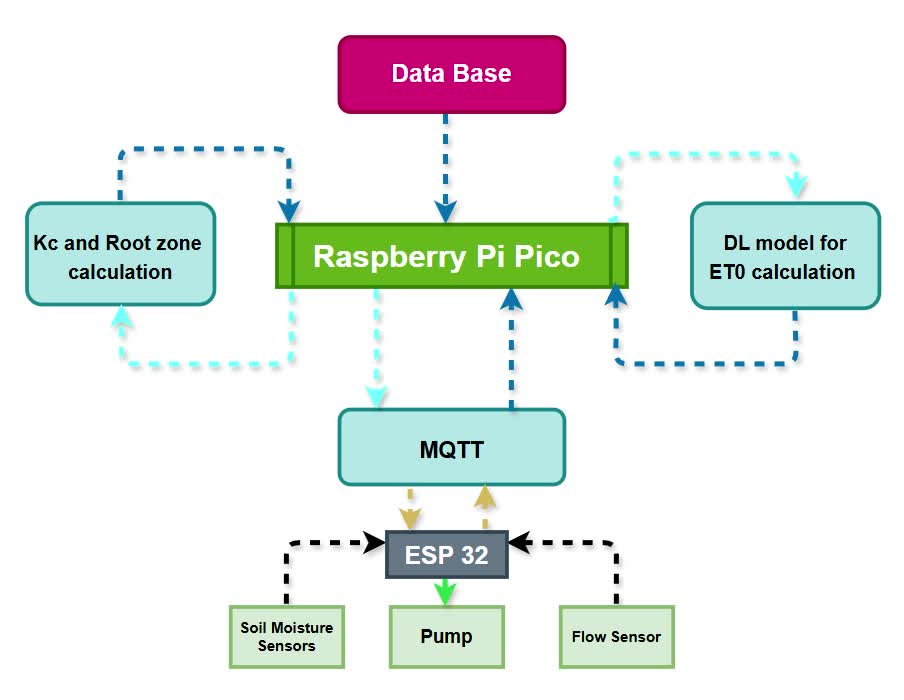 Data Base
Kc and Root zone
calculation
Raspberry Pi Pico
DL model for
ET0 calculation
MQTT
ESP 32
Soil Moisture
Sensors
Pump
Flow Sensor